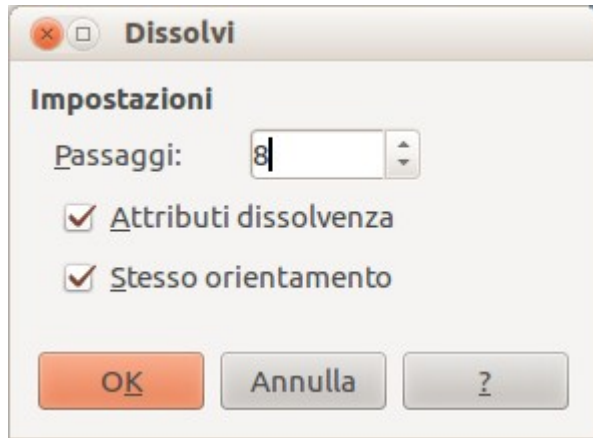 Dissolvi
Impostazioni
Passaggi: 8
Attributi dissolvenza
Stesso orientamento
OK Annulla ?